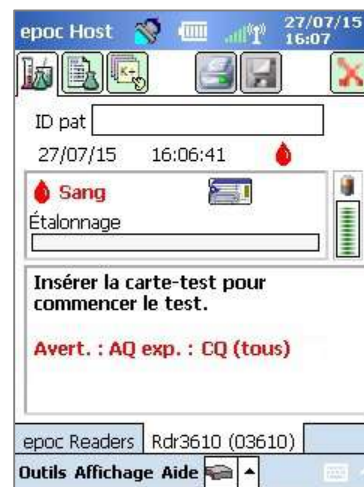 epoc Host 27/07/15
16:07
K+
ID pat
27/07/15 16:06:41
Sang
Étalonnage
Insérer la carte-test pour
commencer le test.
Avert. : AQ exp. : CQ (tous)
epoc Readers Rdr3610 (03610)
Outils Affichage Aide